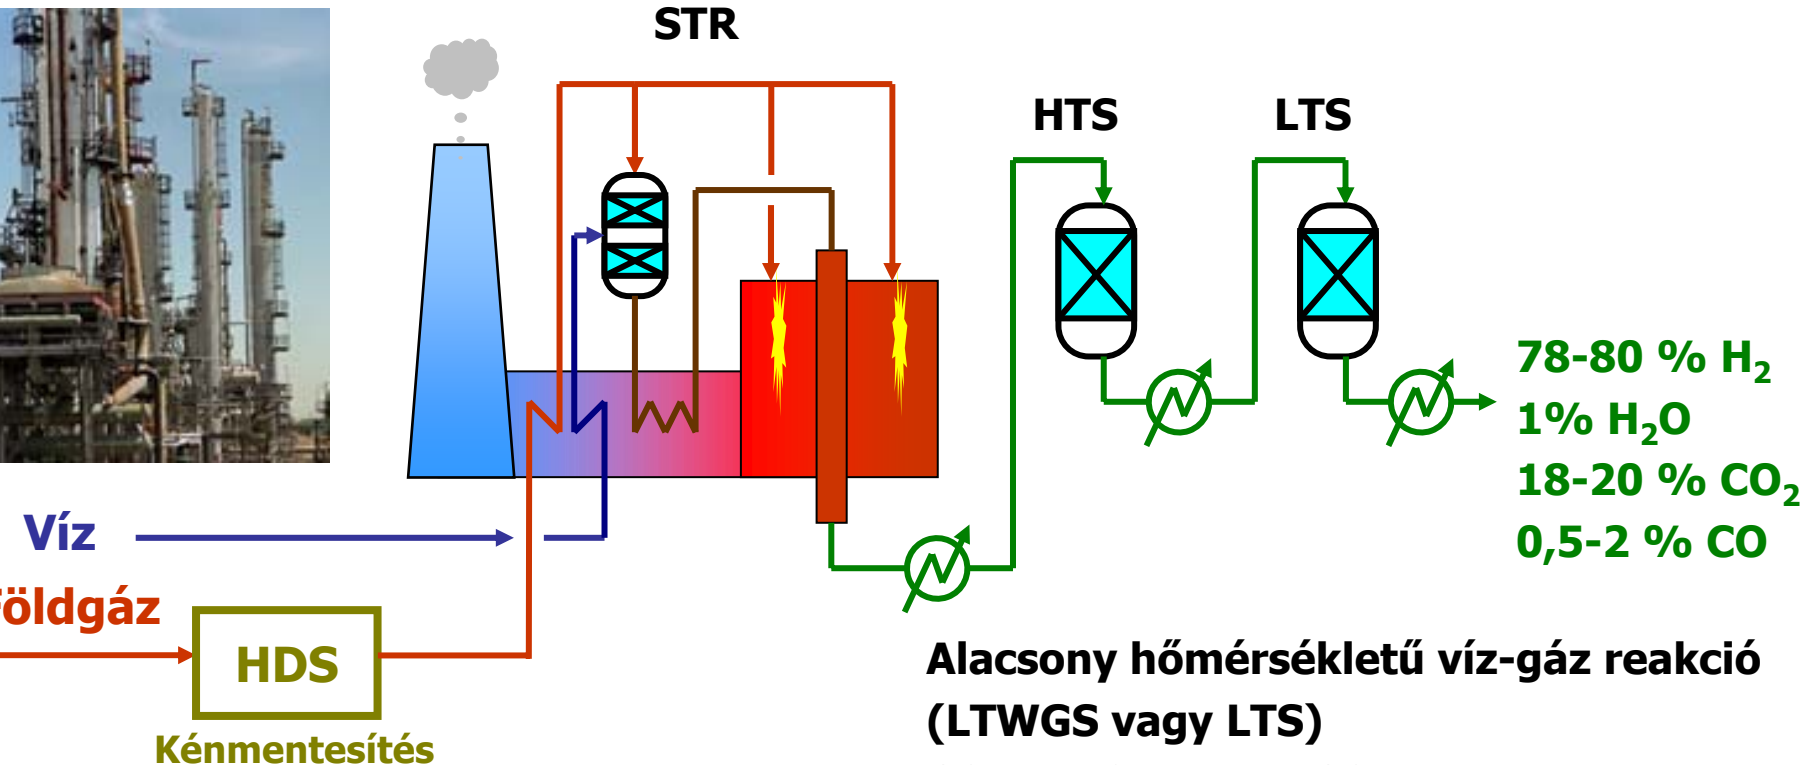 STR
HTS
LTS
78-80 % H₂
1% H₂O
18-20 % CO₂
0,5-2 % CO
Víz
öldgáz
HDS
Kénmentesítés
Alacsony hőmérsékletű víz-gáz reakció
(LTWGS vagy LTS)